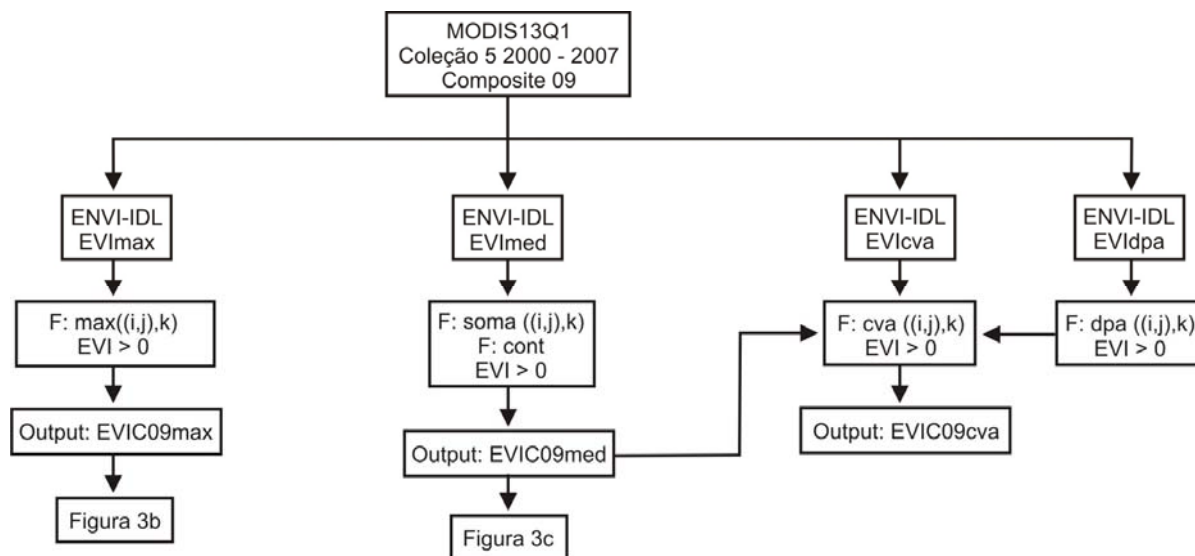 MODIS13Q1
Coleção 5 2000 - 2007
Composite 09
ENVI-IDL
EVImax
ENVI-IDL
EVImed
ENVI-IDL
EVIcva
ENVI-IDL
EVIdpa
F: max((i,j),k)
EVI > 0
F: soma ((i,j),k)
F: cont
EVI > 0
F: cva ((i,j),k)
EVI > 0
F: dpa ((i,j),k)
EVI > 0
Output: EVIC09max
Output: EVIC09med
Output: EVIC09cva
Figura 3b
Figura 3c